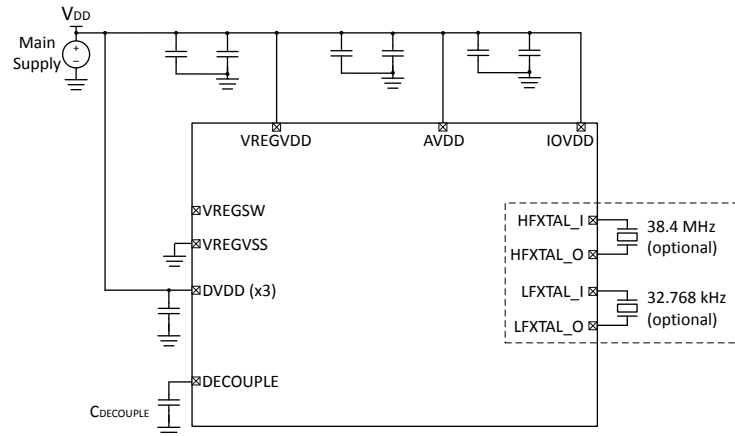 VDD
Main
Supply
+
–
VREGVDD
AVDD
IOVDD
VREGSW
VREGVSS
DVDD (x3)
DECOUPLE
CDECOUPLE
HFXTAL_I
HFXTAL_O
38.4 MHz
(optional)
LFXTAL_I
LFXTAL_O
32.768 kHz
(optional)